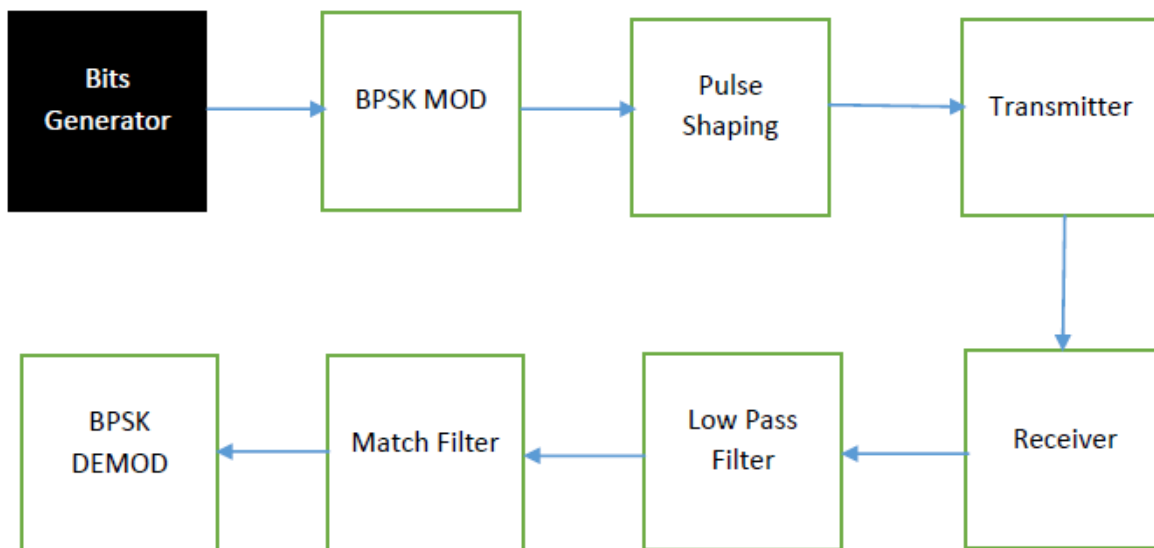 Bits
Generator
BPSK MOD
Pulse
Shaping
Transmitter
BPSK
DEMOD
Match Filter
Low Pass
Filter
Receiver